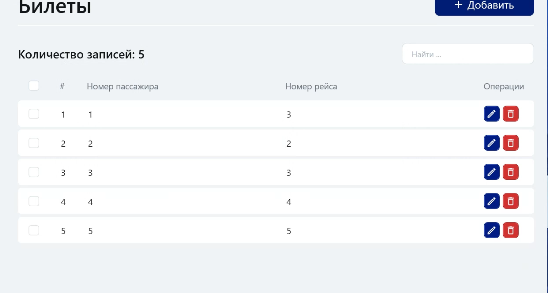 Билеты
+ Добавить
Количество записей: 5
Найти ...
# Номер пассажира Номер рейса Операции
1 1 3
2 2 2
3 3 3
4 4 4
5 5 5